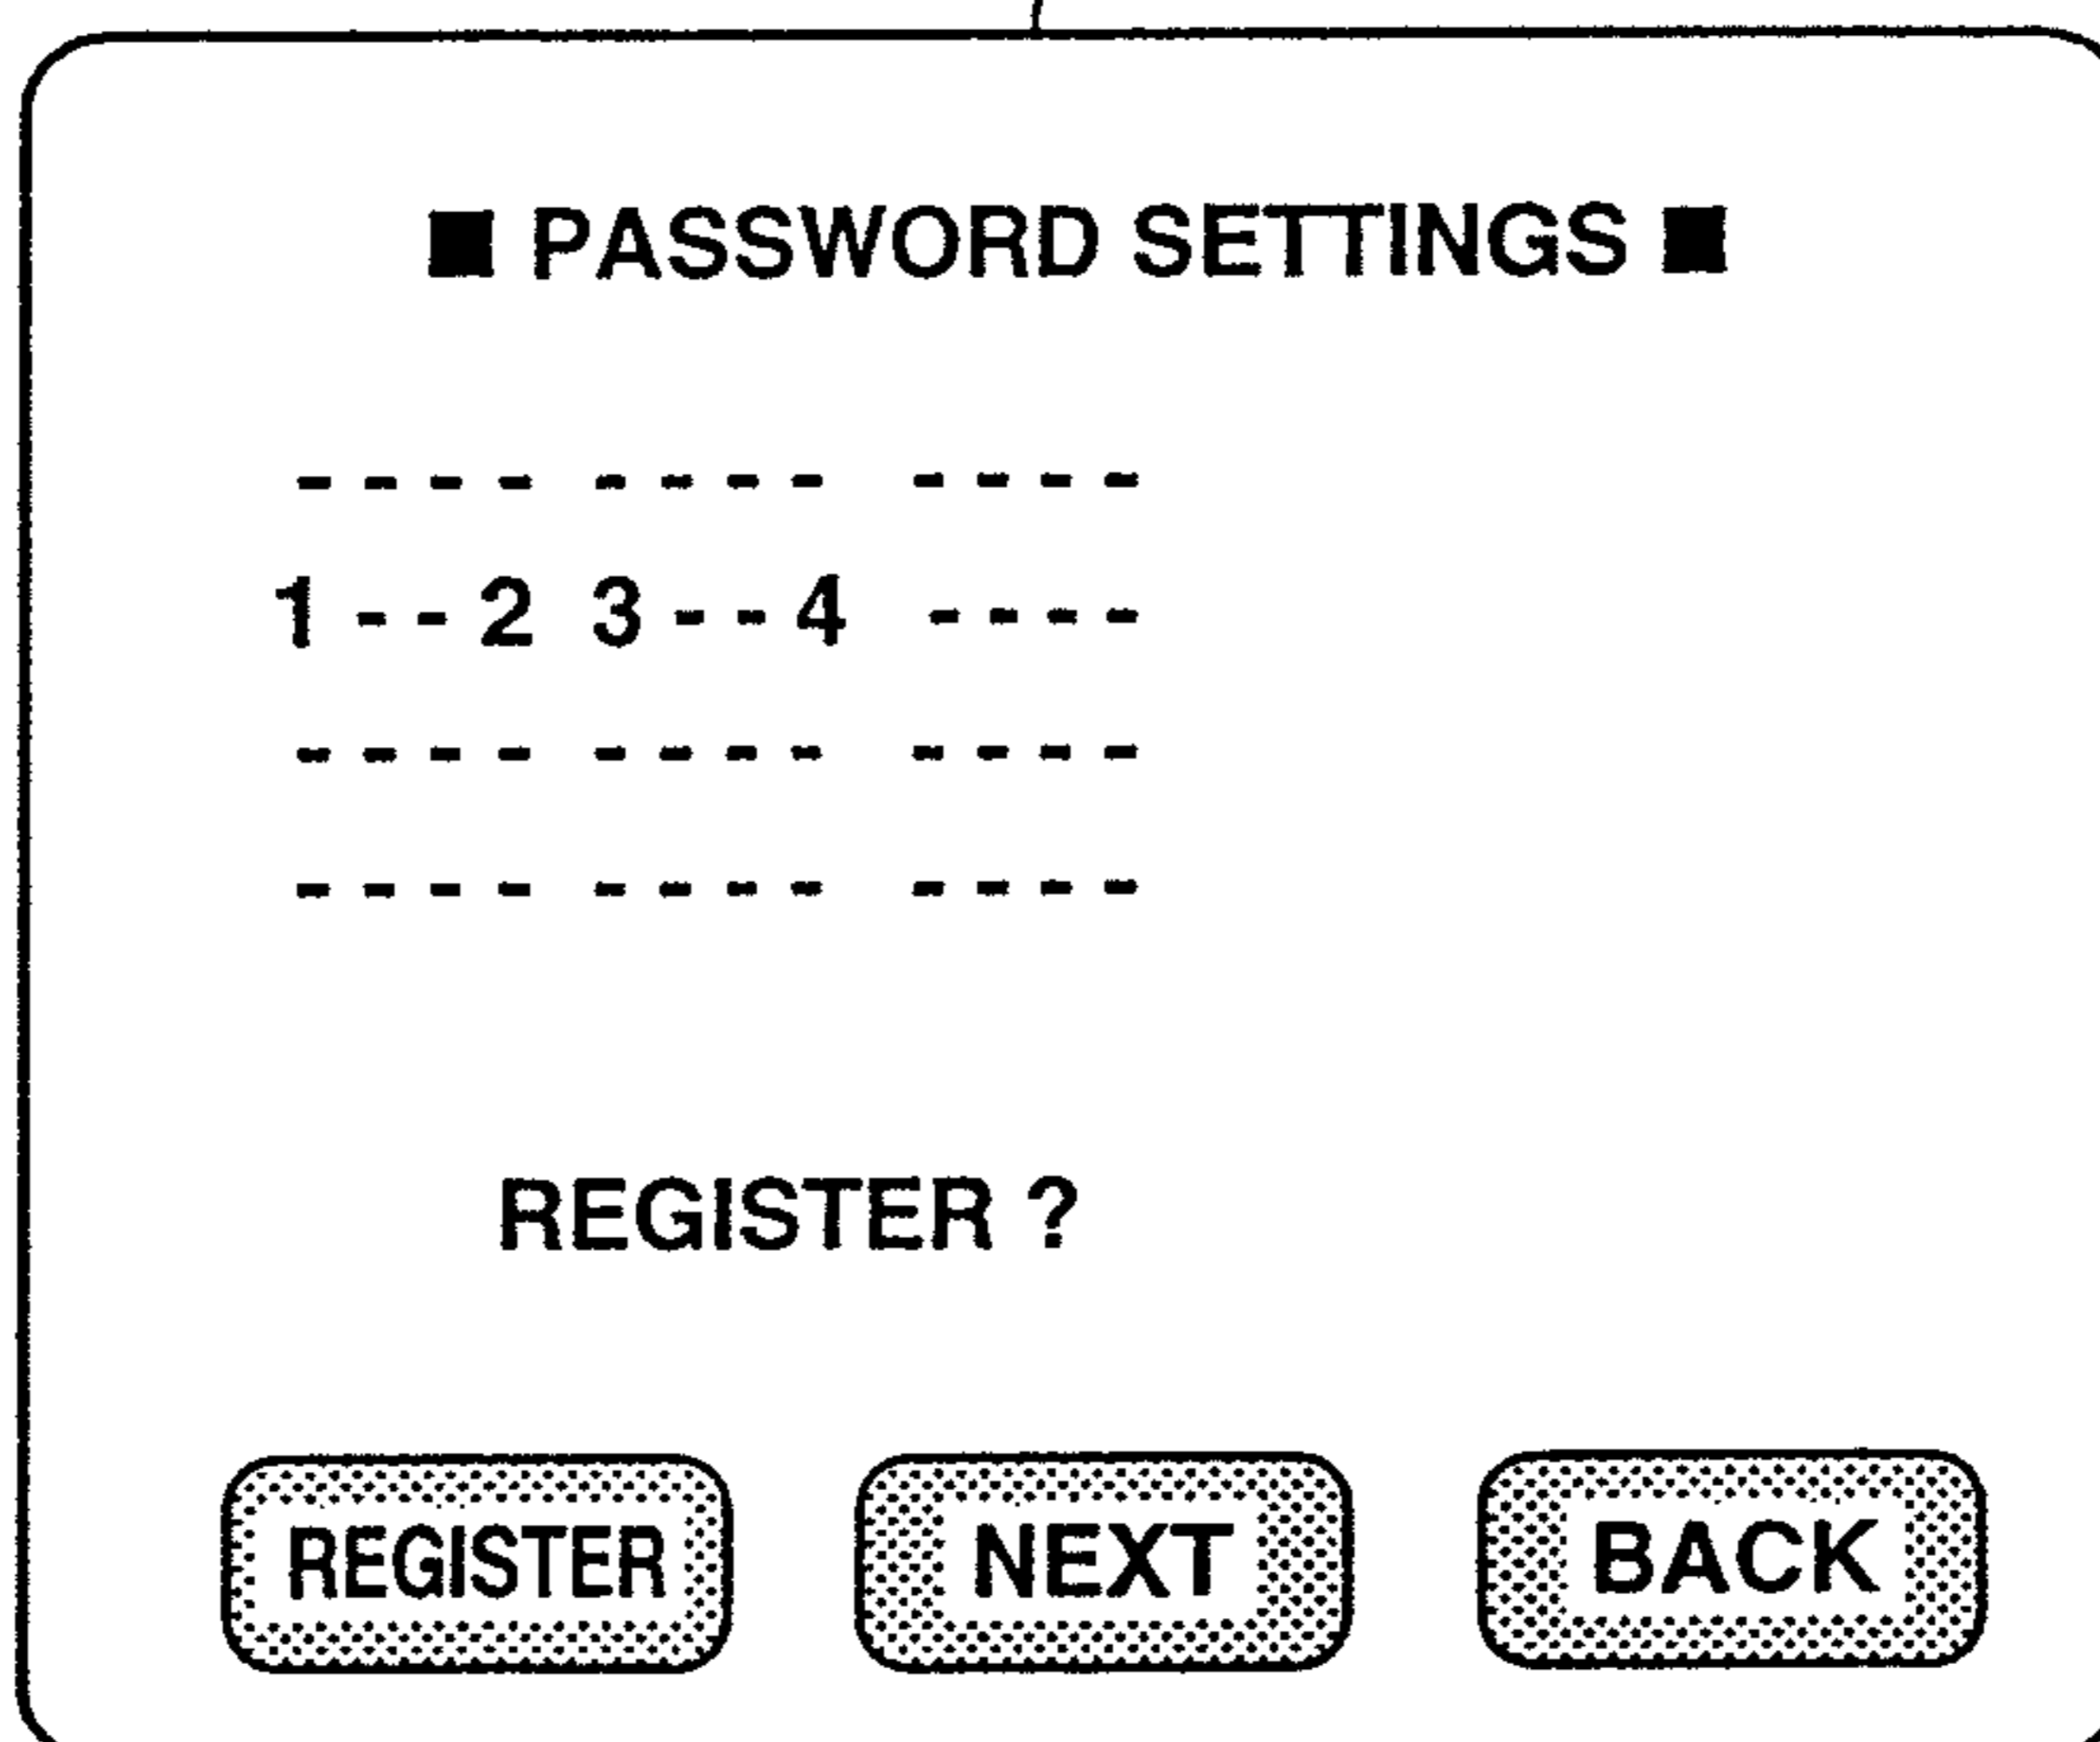 ■ PASSWORD SETTINGS ■
---- ---- ----
1--2 3--4 ----
---- ---- ----
---- ---- ----
REGISTER ?
REGISTER NEXT BACK